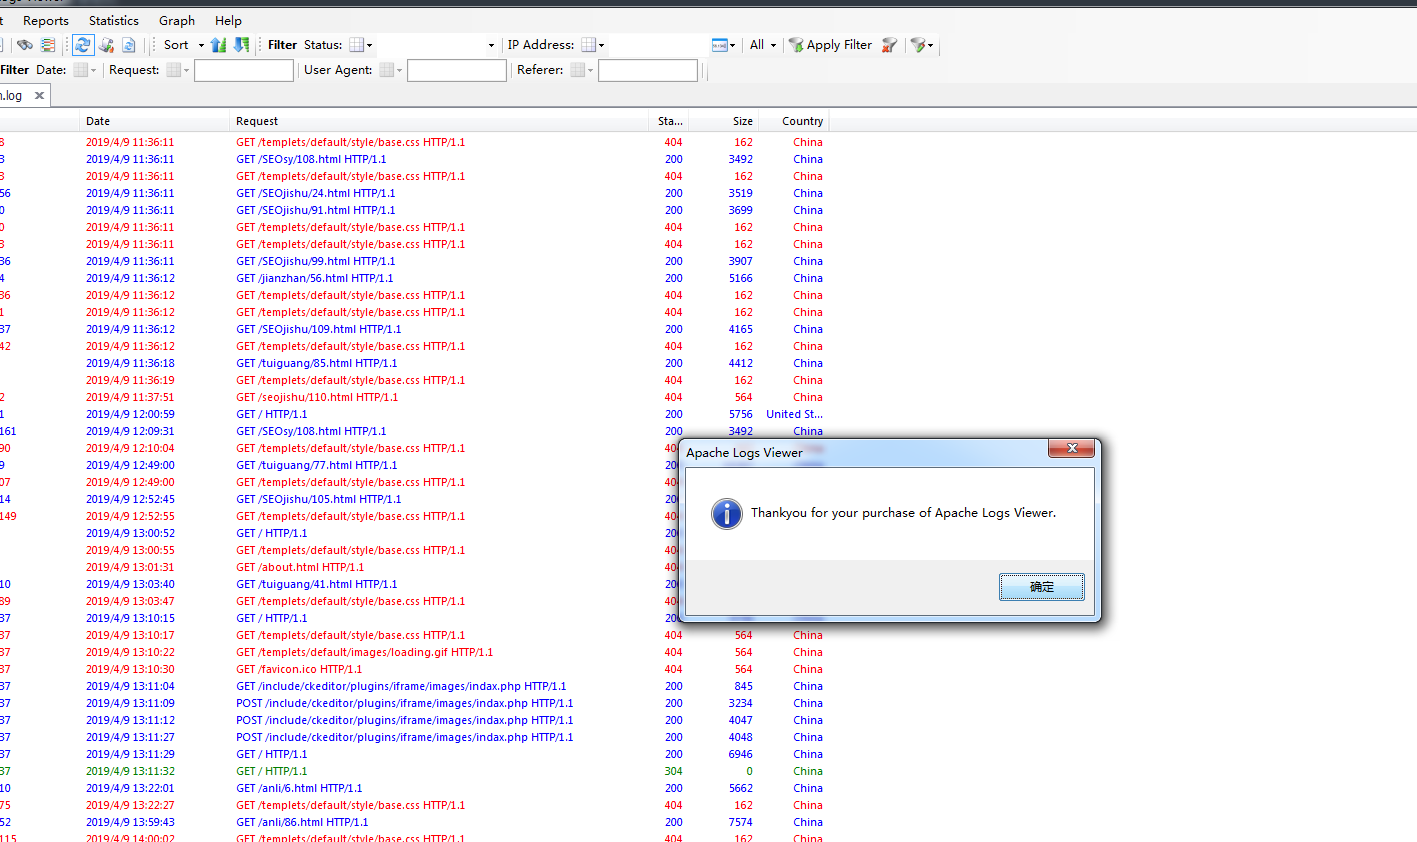 Reports Statistics Graph Help
Sort Filter Status: IP Address: All Apply Filter
Filter Date: Request: User Agent: Referer:
.log
Date Request Sta... Size Country
8 2019/4/9 11:36:11 GET /templets/default/style/base.css HTTP/1.1 404 162 China
3 2019/4/9 11:36:11 GET /SEOsy/108.html HTTP/1.1 200 3492 China
3 2019/4/9 11:36:11 GET /templets/default/style/base.css HTTP/1.1 404 162 China
56 2019/4/9 11:36:11 GET /SEOjishu/24.html HTTP/1.1 200 3519 China
0 2019/4/9 11:36:11 GET /SEOjishu/91.html HTTP/1.1 200 3699 China
0 2019/4/9 11:36:11 GET /templets/default/style/base.css HTTP/1.1 404 162 China
3 2019/4/9 11:36:11 GET /templets/default/style/base.css HTTP/1.1 404 162 China
36 2019/4/9 11:36:11 GET /SEOjishu/99.html HTTP/1.1 200 3907 China
4 2019/4/9 11:36:12 GET /jianzhan/56.html HTTP/1.1 200 5166 China
36 2019/4/9 11:36:12 GET /templets/default/style/base.css HTTP/1.1 404 162 China
1 2019/4/9 11:36:12 GET /templets/default/style/base.css HTTP/1.1 404 162 China
37 2019/4/9 11:36:12 GET /SEOjishu/109.html HTTP/1.1 200 4165 China
42 2019/4/9 11:36:12 GET /templets/default/style/base.css HTTP/1.1 404 162 China
2019/4/9 11:36:18 GET /tuiguang/85.html HTTP/1.1 200 4412 China
2019/4/9 11:36:19 GET /templets/default/style/base.css HTTP/1.1 404 162 China
2 2019/4/9 11:37:51 GET /seojishu/110.html HTTP/1.1 404 564 China
1 2019/4/9 12:00:59 GET / HTTP/1.1 200 5756 United St...
161 2019/4/9 12:09:31 GET /SEOsy/108.html HTTP/1.1 200 3492 China
90 2019/4/9 12:10:04 GET /templets/default/style/base.css HTTP/1.1 40
9 2019/4/9 12:49:00 GET /tuiguang/77.html HTTP/1.1 20
07 2019/4/9 12:49:00 GET /templets/default/style/base.css HTTP/1.1 40
14 2019/4/9 12:52:45 GET /SEOjishu/105.html HTTP/1.1 20
149 2019/4/9 12:52:55 GET /templets/default/style/base.css HTTP/1.1 40
2019/4/9 13:00:52 GET / HTTP/1.1 20
2019/4/9 13:00:55 GET /templets/default/style/base.css HTTP/1.1 40
2019/4/9 13:01:31 GET /about.html HTTP/1.1 40
10 2019/4/9 13:03:40 GET /tuiguang/41.html HTTP/1.1 20
89 2019/4/9 13:03:47 GET /templets/default/style/base.css HTTP/1.1 40
37 2019/4/9 13:10:15 GET / HTTP/1.1 20
37 2019/4/9 13:10:17 GET /templets/default/style/base.css HTTP/1.1 404 564 China
37 2019/4/9 13:10:22 GET /templets/default/images/loading.gif HTTP/1.1 404 564 China
37 2019/4/9 13:10:30 GET /favicon.ico HTTP/1.1 404 564 China
37 2019/4/9 13:11:04 GET /include/ckeditor/plugins/iframe/images/indax.php HTTP/1.1 200 845 China
37 2019/4/9 13:11:09 POST /include/ckeditor/plugins/iframe/images/indax.php HTTP/1.1 200 3234 China
37 2019/4/9 13:11:12 POST /include/ckeditor/plugins/iframe/images/indax.php HTTP/1.1 200 4047 China
37 2019/4/9 13:11:27 POST /include/ckeditor/plugins/iframe/images/indax.php HTTP/1.1 200 4048 China
37 2019/4/9 13:11:29 GET / HTTP/1.1 200 6946 China
37 2019/4/9 13:11:32 GET / HTTP/1.1 304 0 China
10 2019/4/9 13:22:01 GET /anli/6.html HTTP/1.1 200 5662 China
75 2019/4/9 13:22:27 GET /templets/default/style/base.css HTTP/1.1 404 162 China
52 2019/4/9 13:59:43 GET /anli/86.html HTTP/1.1 200 7574 China
115 2019/4/9 14:00:02 GET /templets/default/style/base.css HTTP/1.1 404 162 China
Apache Logs Viewer
Thankyou for your purchase of Apache Logs Viewer.
确定